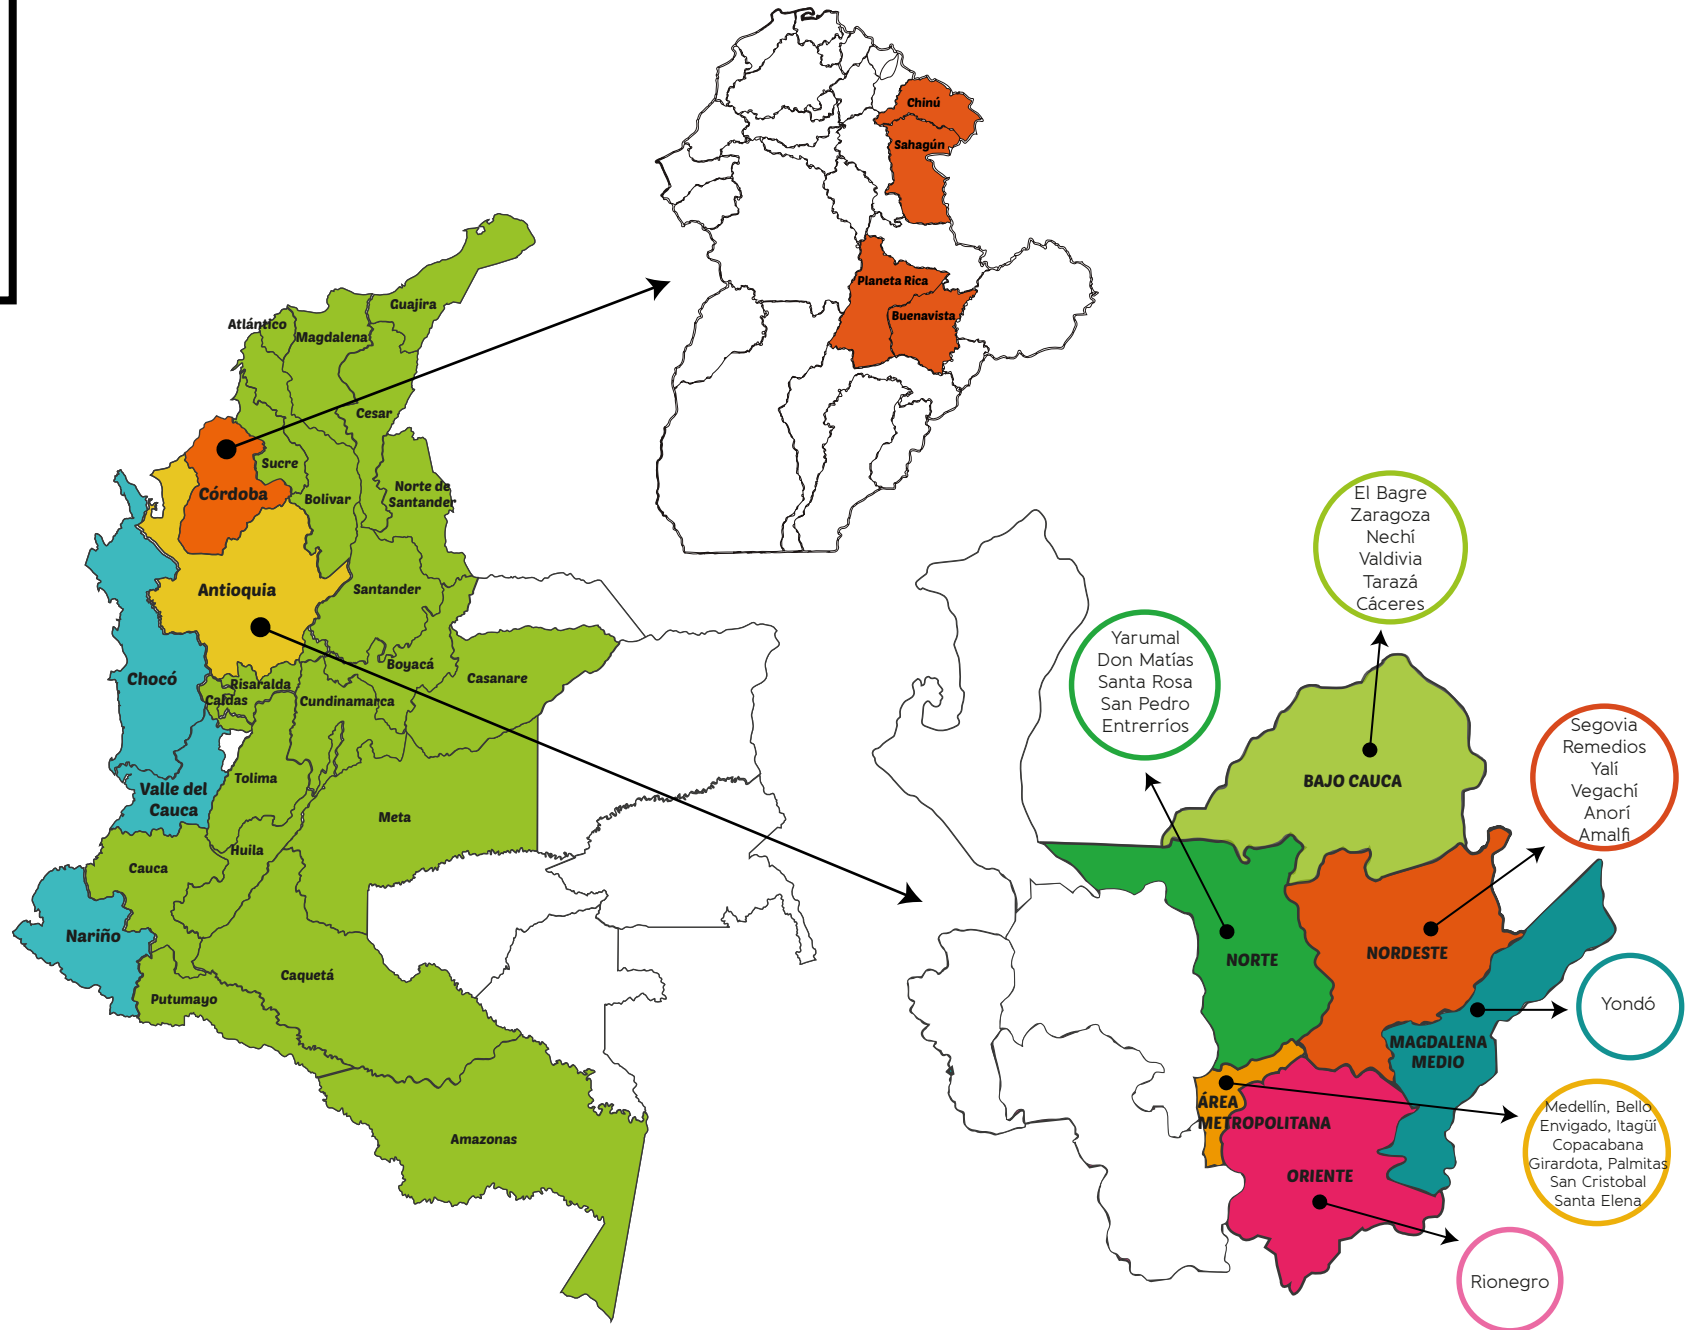 Chinú
Sahagún
Planeta Rica
Buenavista
Guajira
Atlántico
Magdalena
Cesar
Sucre
Córdoba
Bolivar
Norte de
Santander
Antioquia
Santander
Boyacá
Chocó
Risaralda
Caldas
Cundinamarca
Casanare
Tolima
Valle del
Cauca
Meta
Huila
Cauca
Nariño
Caquetá
Putumayo
Amazonas
El Bagre
Zaragoza
Nechí
Valdivia
Tarazá
Cáceres
Yarumal
Don Matías
Santa Rosa
San Pedro
Entrerríos
BAJO CAUCA
Segovia
Remedios
Yalí
Vegachí
Anorí
Amalfi
NORTE
NORDESTE
Yondó
MAGDALENA
MEDIO
ÁREA
METROPOLITANA
Medellín, Bello
Envigado, Itagüí
Copacabana
Girardota, Palmitas
San Cristobal
Santa Elena
ORIENTE
Rionegro